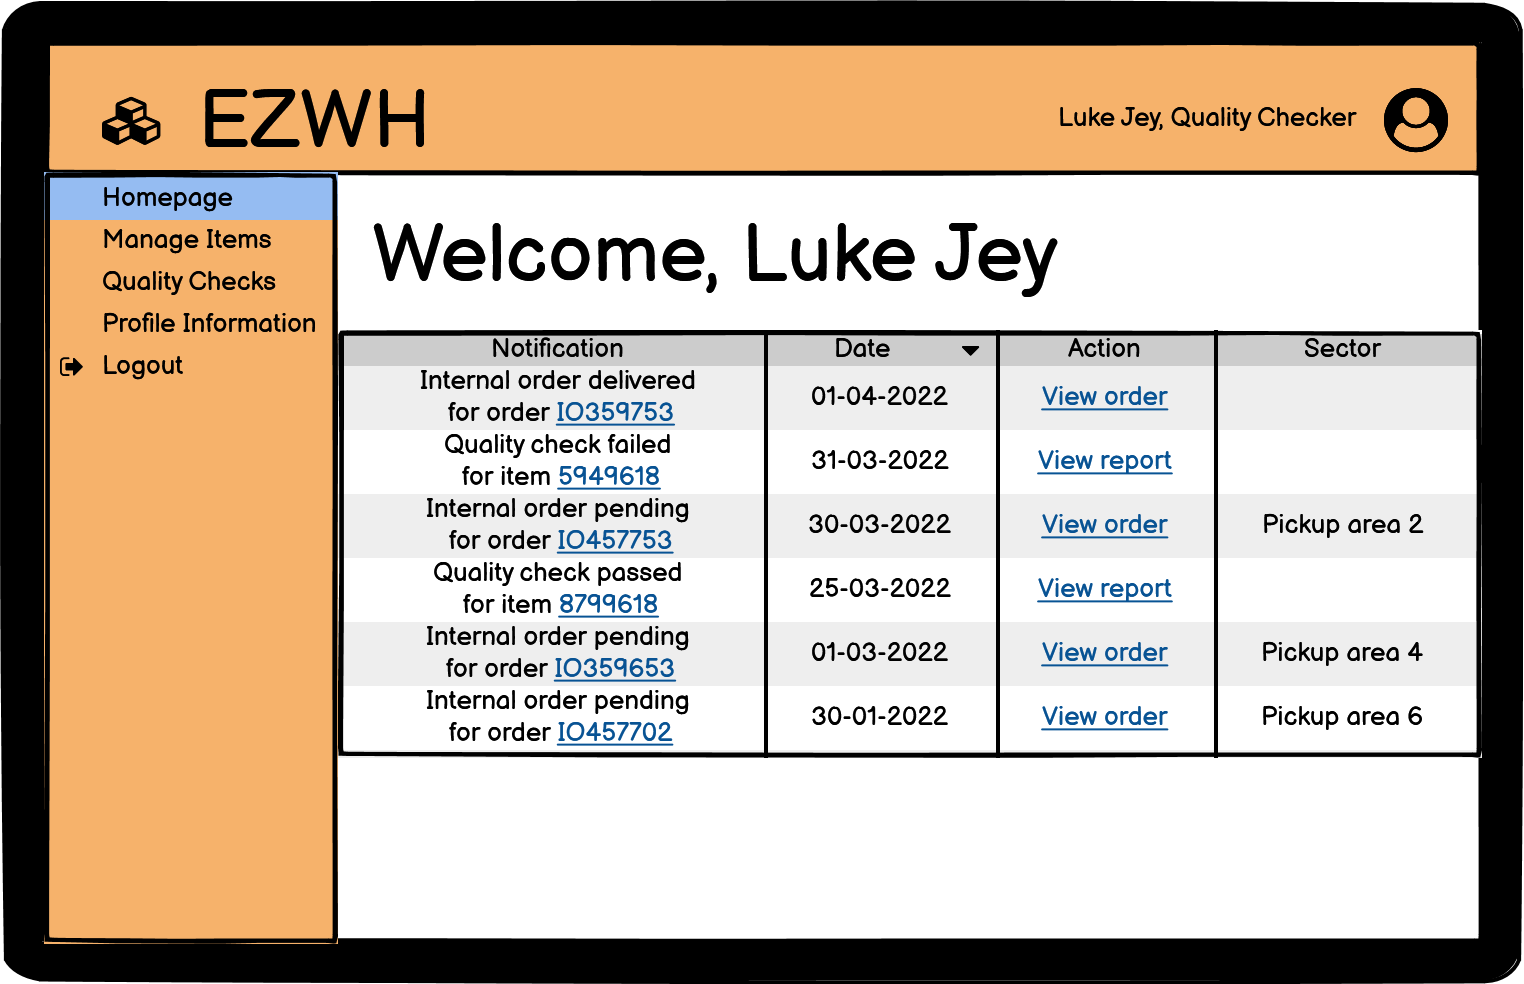 EZWH
Luke Jey, Quality Checker
Homepage
Manage Items
Quality Checks
Profile Information
Logout
Welcome, Luke Jey
Notification Date Action Sector
Internal order delivered
for order IO359753
01-04-2022 View order
Quality check failed
for item 5949618
31-03-2022 View report
Internal order pending
for order IO457753
30-03-2022 View order Pickup area 2
Quality check passed
for item 8799618
25-03-2022 View report
Internal order pending
for order IO359653
01-03-2022 View order Pickup area 4
Internal order pending
for order IO457702
30-01-2022 View order Pickup area 6